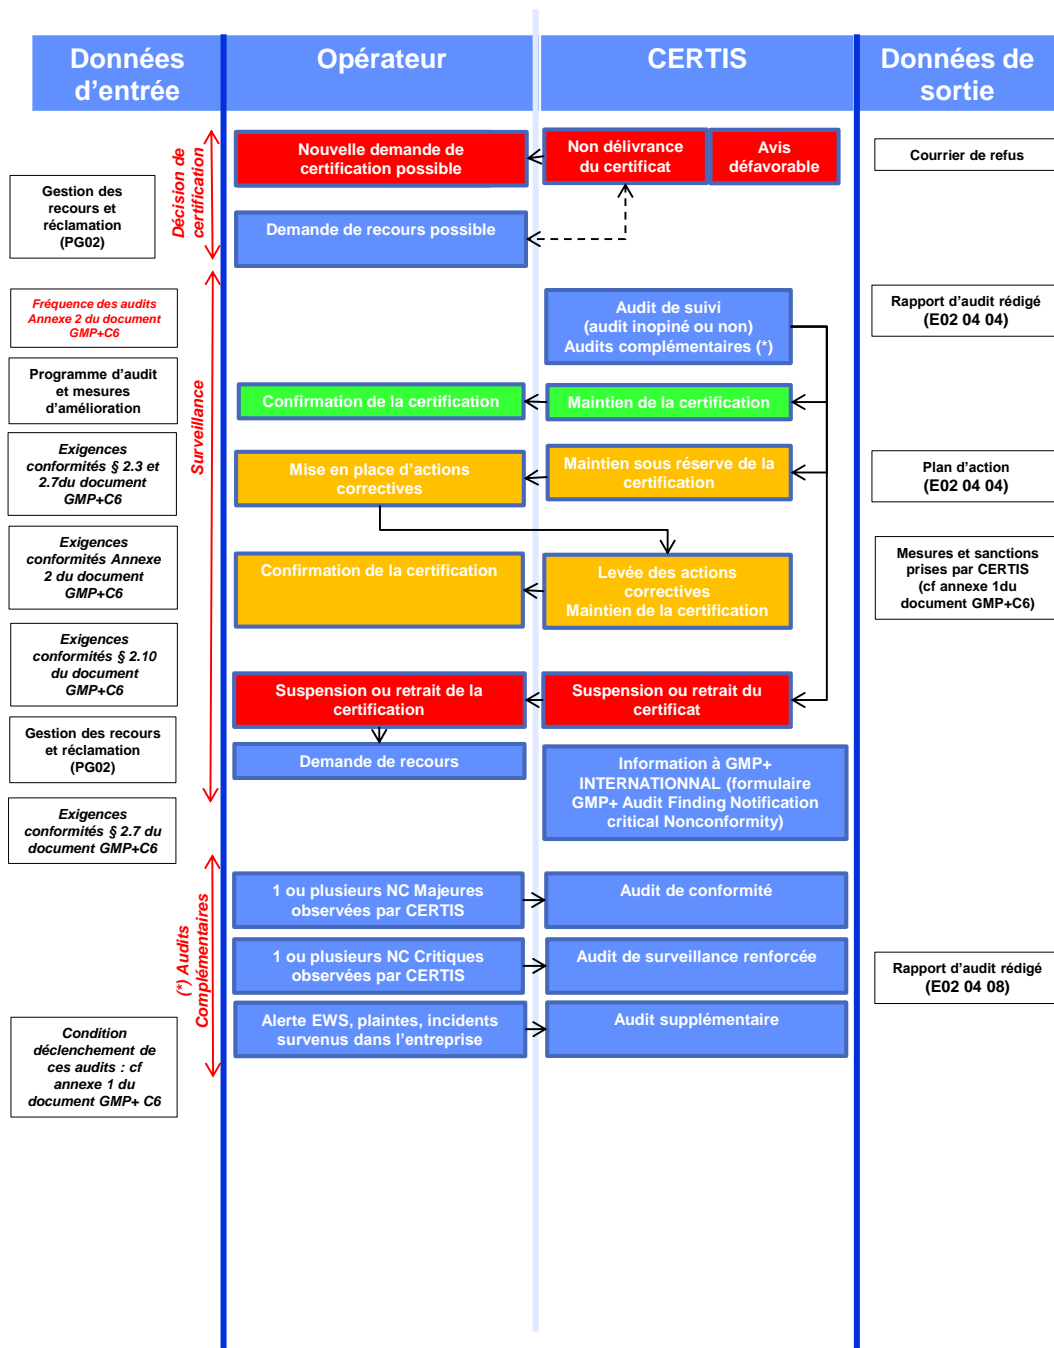 Données
d'entrée
Opérateur
CERTIS
Données de
sortie
Décision de
certification
Nouvelle demande de
certification possible
Non délivrance
du certificat
Avis
défavorable
Courrier de refus
Gestion des
recours et
réclamation
(PG02)
Demande de recours possible
Surveillance
Fréquence des audits
Annexe 2 du document
GMP+C6
Audit de suivi
(audit inopiné ou non)
Audits complémentaires (*)
Rapport d'audit rédigé
(E02 04 04)
Programme d'audit
et mesures
d'amélioration
Confirmation de la certification
Maintien de la certification
Exigences
conformités § 2.3 et
2.7du document
GMP+C6
Mise en place d'actions
correctives
Maintien sous réserve de la
certification
Plan d'action
(E02 04 04)
Exigences
conformités Annexe
2 du document
GMP+C6
Confirmation de la certification
Levée des actions
correctives
Maintien de la certification
Mesures et sanctions
prises par CERTIS
(cf annexe 1du
document GMP+C6)
Exigences
conformités § 2.10
du document
GMP+C6
Suspension ou retrait de la
certification
Suspension ou retrait du
certificat
Gestion des recours
et réclamation
(PG02)
Demande de recours
Information à GMP+
INTERNATIONNAL (formulaire
GMP+ Audit Finding Notification
critical Nonconformity)
Exigences
conformités § 2.7 du
document GMP+C6
(*) Audits
Complémentaires
1 ou plusieurs NC Majeures
observées par CERTIS
Audit de conformité
1 ou plusieurs NC Critiques
observées par CERTIS
Audit de surveillance renforcée
Rapport d'audit rédigé
(E02 04 08)
Alerte EWS, plaintes, incidents
survenus dans l'entreprise
Audit supplémentaire
Condition
déclenchement de
ces audits : cf
annexe 1 du
document GMP+ C6